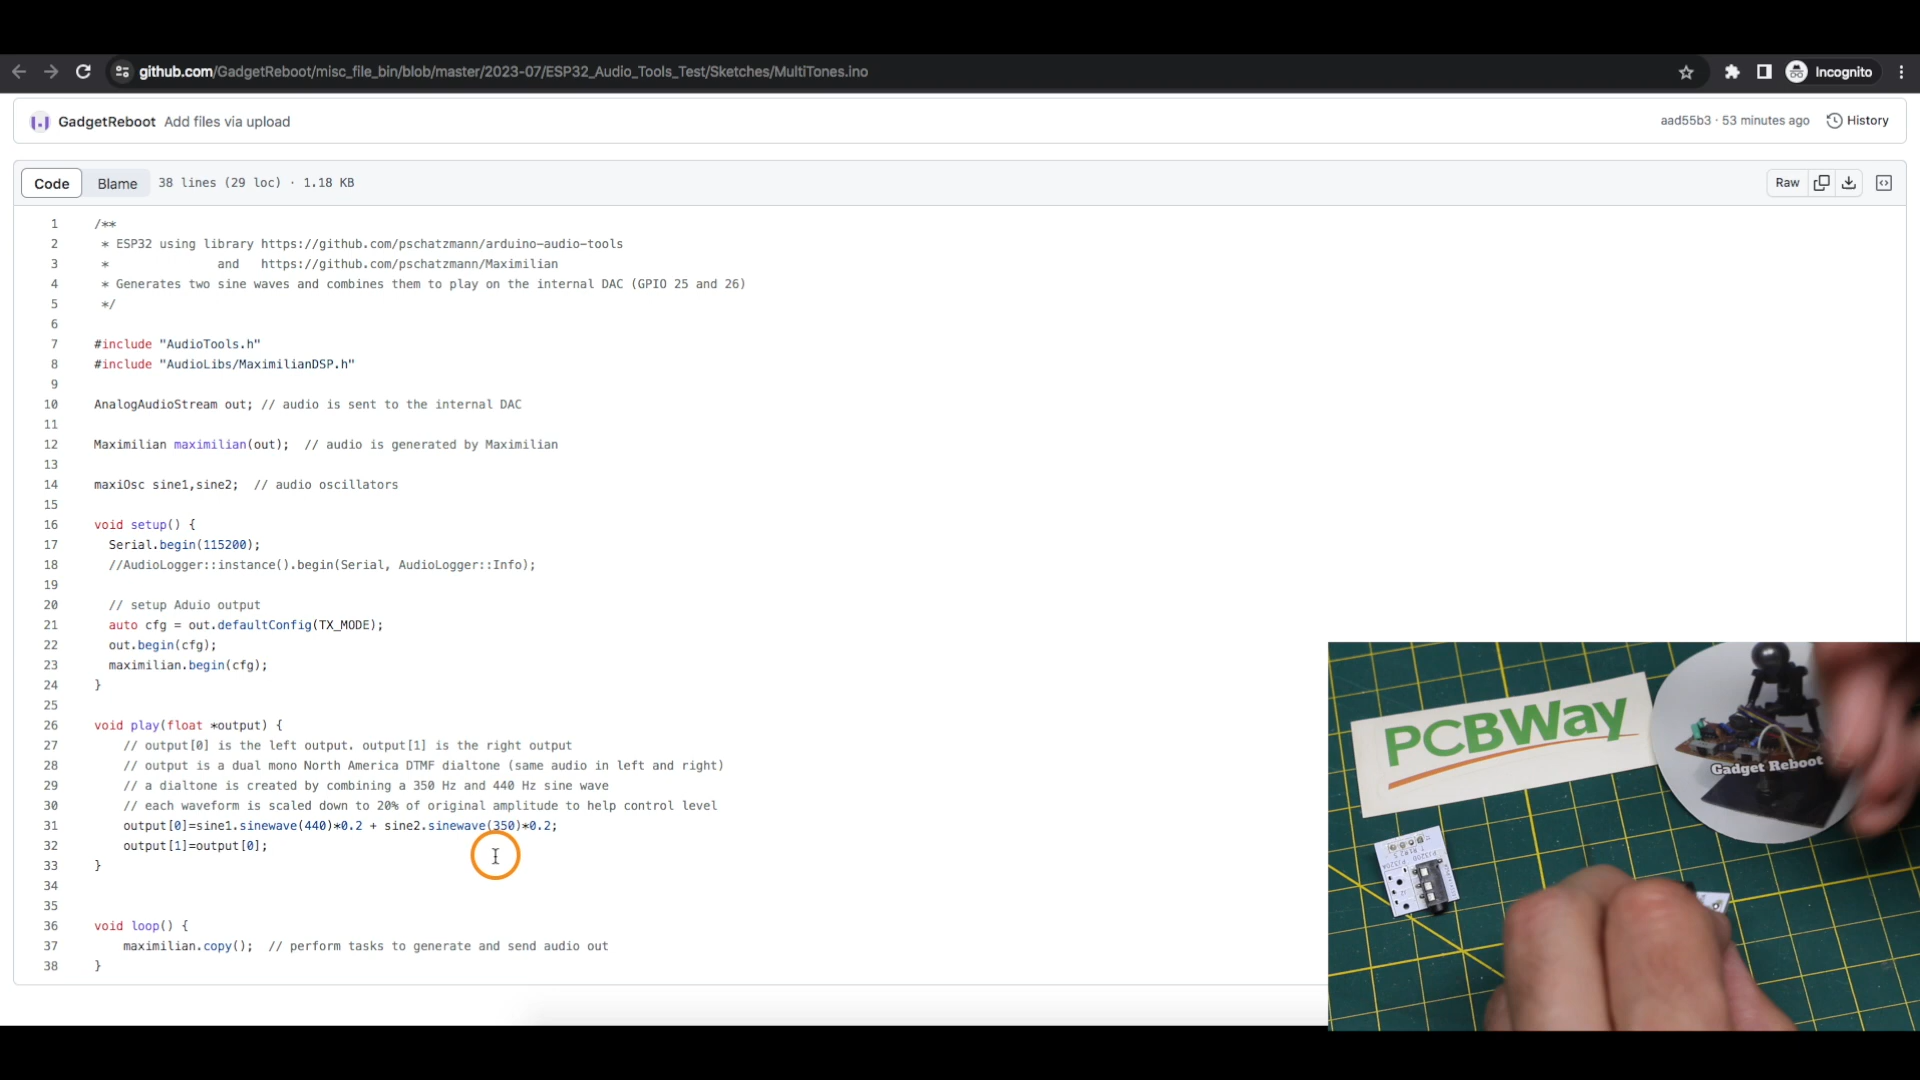 github.com/GadgetReboot/misc_file_bin/blob/master/2023-07/ESP32_Audio_Tools_Test/Sketches/MultiTones.ino
Incognito
GadgetReboot Add files via upload
aad55b3 · 53 minutes ago History
Code Blame 38 lines (29 loc) · 1.18 KB
Raw
1 /**
2 * ESP32 using library https://github.com/pschatzmann/arduino-audio-tools
3 * and https://github.com/pschatzmann/Maximilian
4 * Generates two sine waves and combines them to play on the internal DAC (GPIO 25 and 26)
5 */
6
7 #include "AudioTools.h"
8 #include "AudioLibs/MaximilianDSP.h"
9
10 AnalogAudioStream out; // audio is sent to the internal DAC
11
12 Maximilian maximilian(out); // audio is generated by Maximilian
13
14 maxiOsc sine1,sine2; // audio oscillators
15
16 void setup() {
17 Serial.begin(115200);
18 //AudioLogger::instance().begin(Serial, AudioLogger::Info);
19
20 // setup Aduio output
21 auto cfg = out.defaultConfig(TX_MODE);
22 out.begin(cfg);
23 maximilian.begin(cfg);
24 }
25
26 void play(float *output) {
27 // output[0] is the left output. output[1] is the right output
28 // output is a dual mono North America DTMF dialtone (same audio in left and right)
29 // a dialtone is created by combining a 350 Hz and 440 Hz sine wave
30 // each waveform is scaled down to 20% of original amplitude to help control level
31 output[0]=sine1.sinewave(440)*0.2 + sine2.sinewave(350)*0.2;
32 output[1]=output[0];
33 }
34
35
36 void loop() {
37 maximilian.copy(); // perform tasks to generate and send audio out
38 }
PCBWay
Gadget Reboot